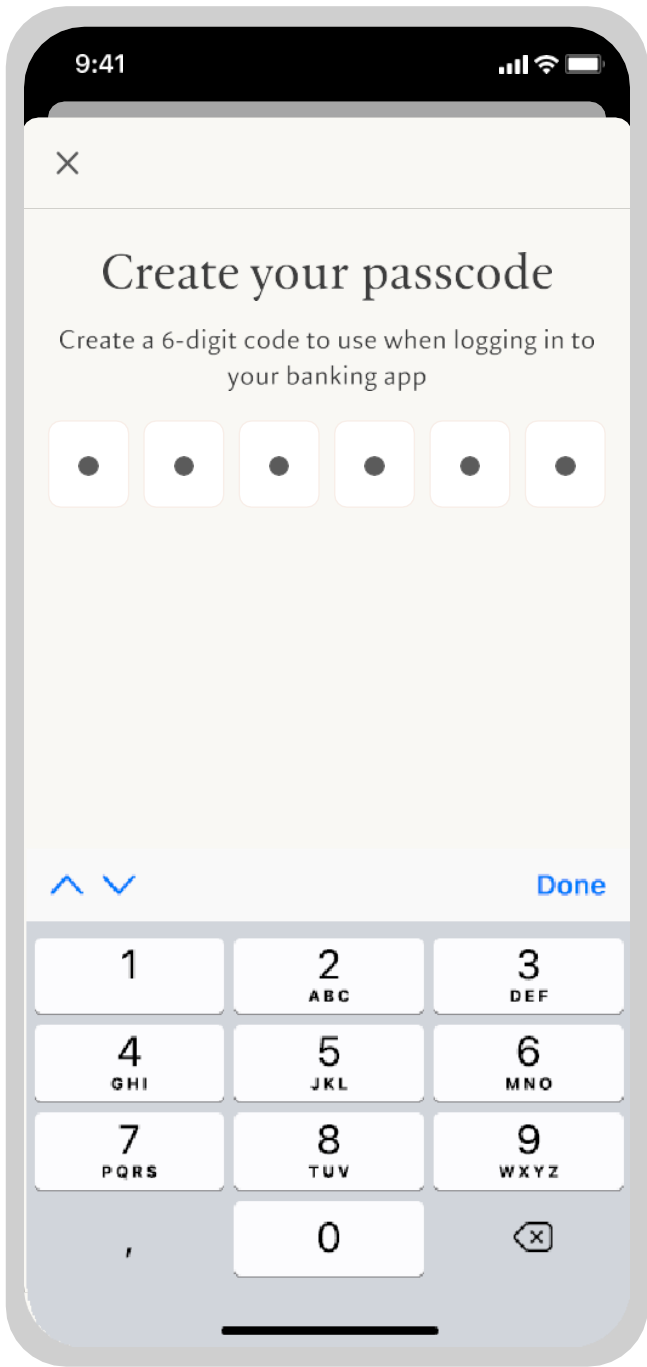 9:41
Create your passcode
Create a 6-digit code to use when logging in to
your banking app
Done
1 2 3
ABC DEF
4 5 6
GHI JKL MNO
7 8 9
PQRS TUV WXYZ
, 0